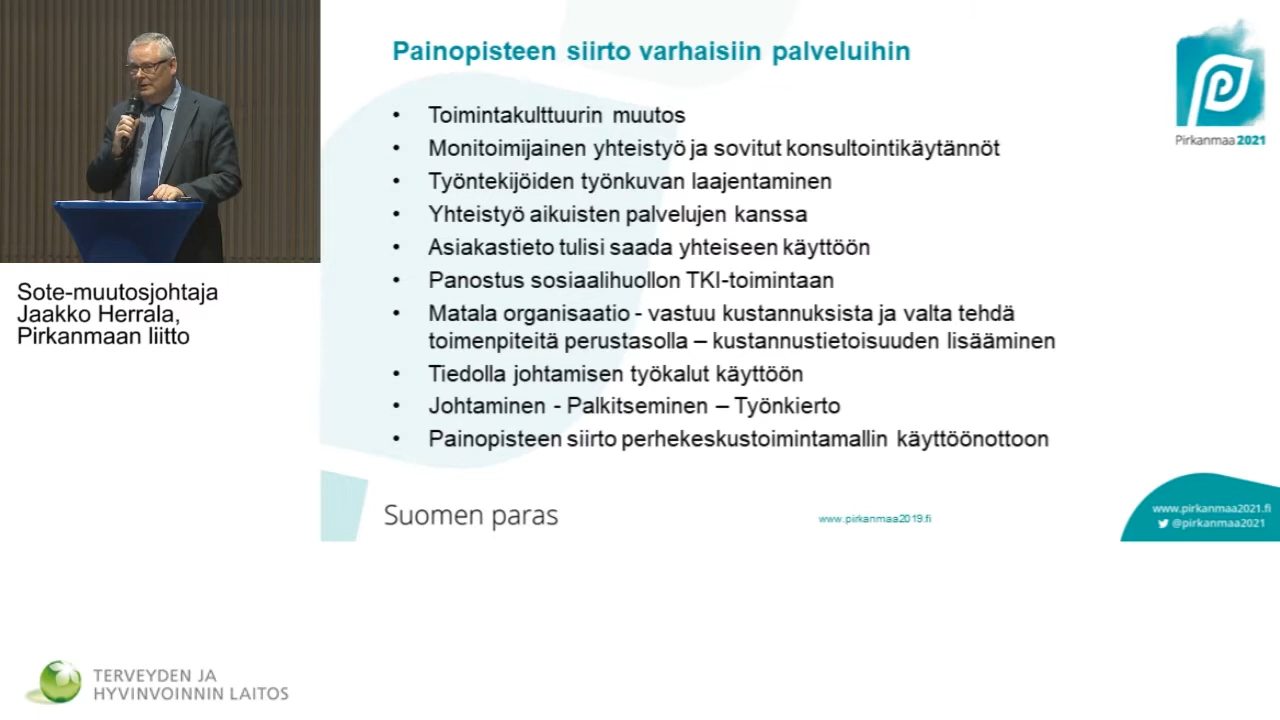 Painopisteen siirto varhaisiin palveluihin
• Toimintakulttuurin muutos
• Monitoimijainen yhteistyö ja sovitut konsultointikäytännöt
• Työntekijöiden työnkuvan laajentaminen
• Yhteistyö aikuisten palvelujen kanssa
• Asiakastieto tulisi saada yhteiseen käyttöön
• Panostus sosiaalihuollon TKI-toimintaan
• Matala organisaatio - vastuu kustannuksista ja valta tehdä
toimenpiteitä perustasolla – kustannustietoisuuden lisääminen
• Tiedolla johtamisen työkalut käyttöön
• Johtaminen - Palkitseminen – Työnkierto
• Painopisteen siirto perhekeskustoimintamallin käyttöönottoon
Pirkanmaa2021
Sote-muutosjohtaja
Jaakko Herrala,
Pirkanmaan liitto
Suomen paras
www.pirkanmaa2019.fi
www.pirkanmaa2021.fi
@pirkanmaa2021
TERVEYDEN JA
HYVINVOINNIN LAITOS